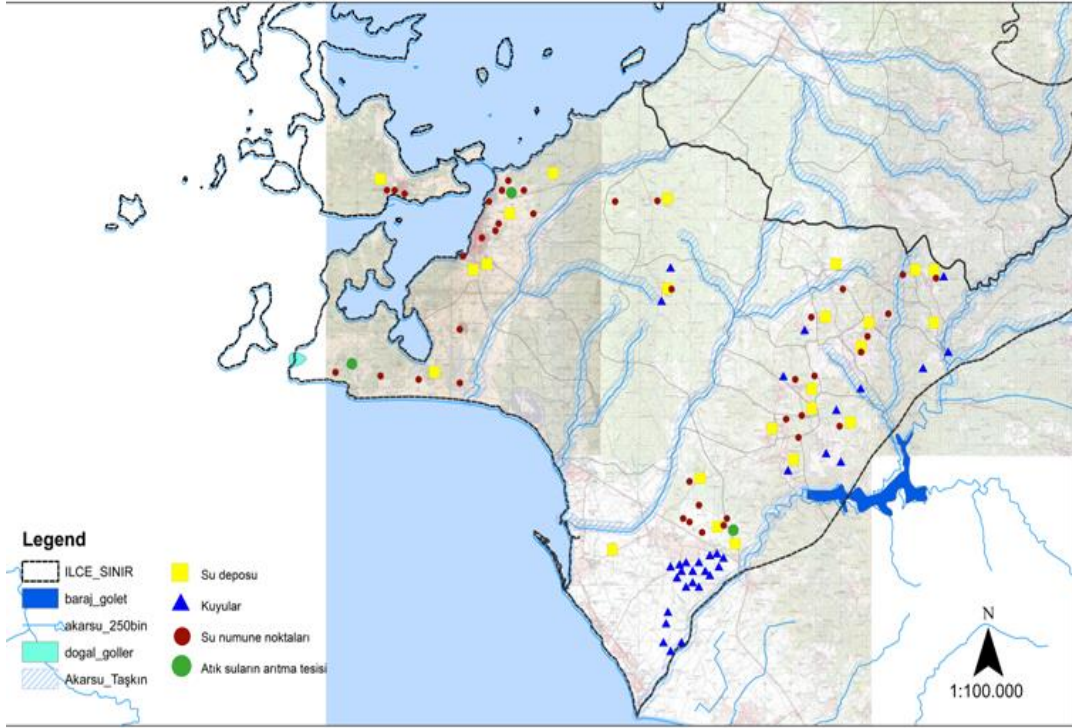 Legend
ILCE_SINIR
baraj_golet
akarsu_250bin
dogal_goller
Akarsu_Taşkın
Su deposu
Kuyular
Su numune noktaları
Atık suların arıtma tesisi
N
1:100.000